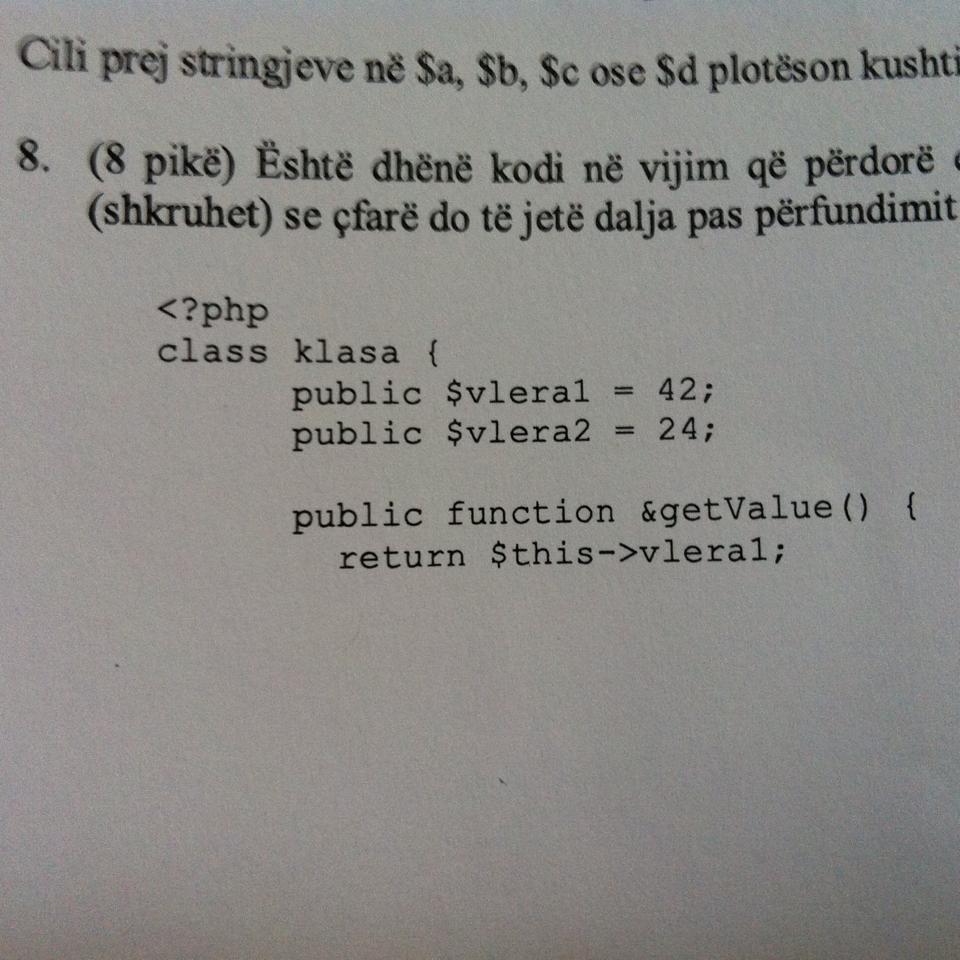 Cili prej stringjeve në $a, $b, $c ose $d plotëson kushti
8. (8 pikë) Është dhënë kodi në vijim që përdorë
(shkruhet) se çfarë do të jetë dalja pas përfundimit
<?php
class klasa {
public $vlera1 = 42;
public $vlera2 = 24;
public function &getValue() {
return $this->vlera1;